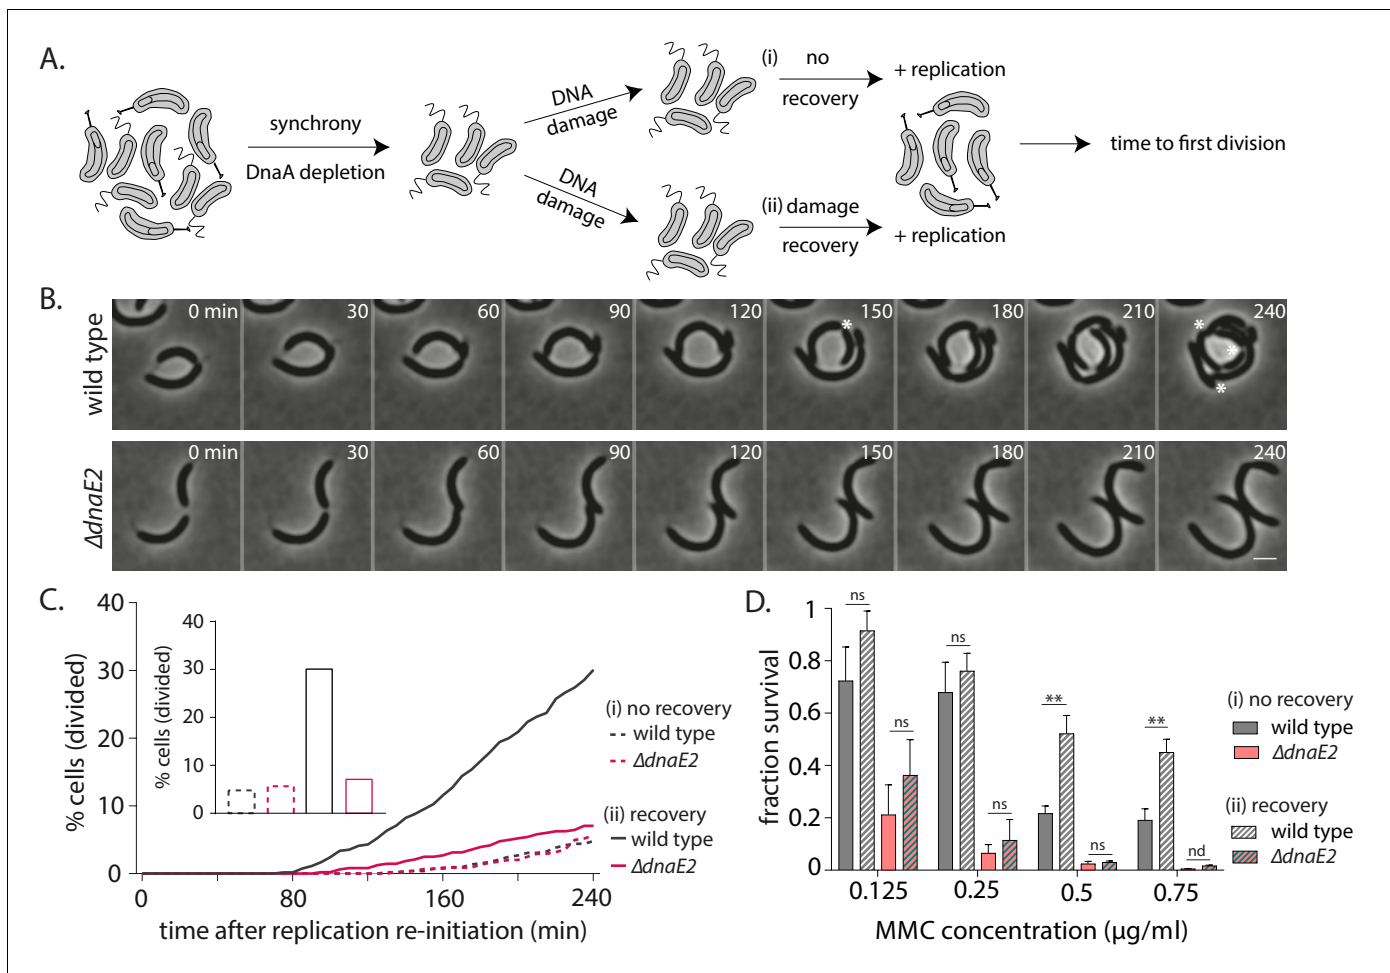 A.
synchrony
DnaA depletion
DNA
damage
DNA
damage
(i) no
recovery
(ii) damage
recovery
+ replication
+ replication
time to first division
B.
wild type
0 min 30 60 90 120 150 180 210 240
* * * *
ΔdnaE2
0 min 30 60 90 120 150 180 210 240
C.
% cells (divided)
40
30
20
10
0
0 80 160 240
time after replication re-initiation (min)
% cells (divided)
40
30
40
10
0
(i) no recovery
wild type
ΔdnaE2
(ii) recovery
wild type
ΔdnaE2
D.
fraction survival
1
0.8
0.6
0.4
0.2
0
ns ns ns ns ** ns ** nd
0.125 0.25 0.5 0.75
MMC concentration (μg/ml)
(i) no recovery
wild type
ΔdnaE2
(ii) recovery
wild type
ΔdnaE2